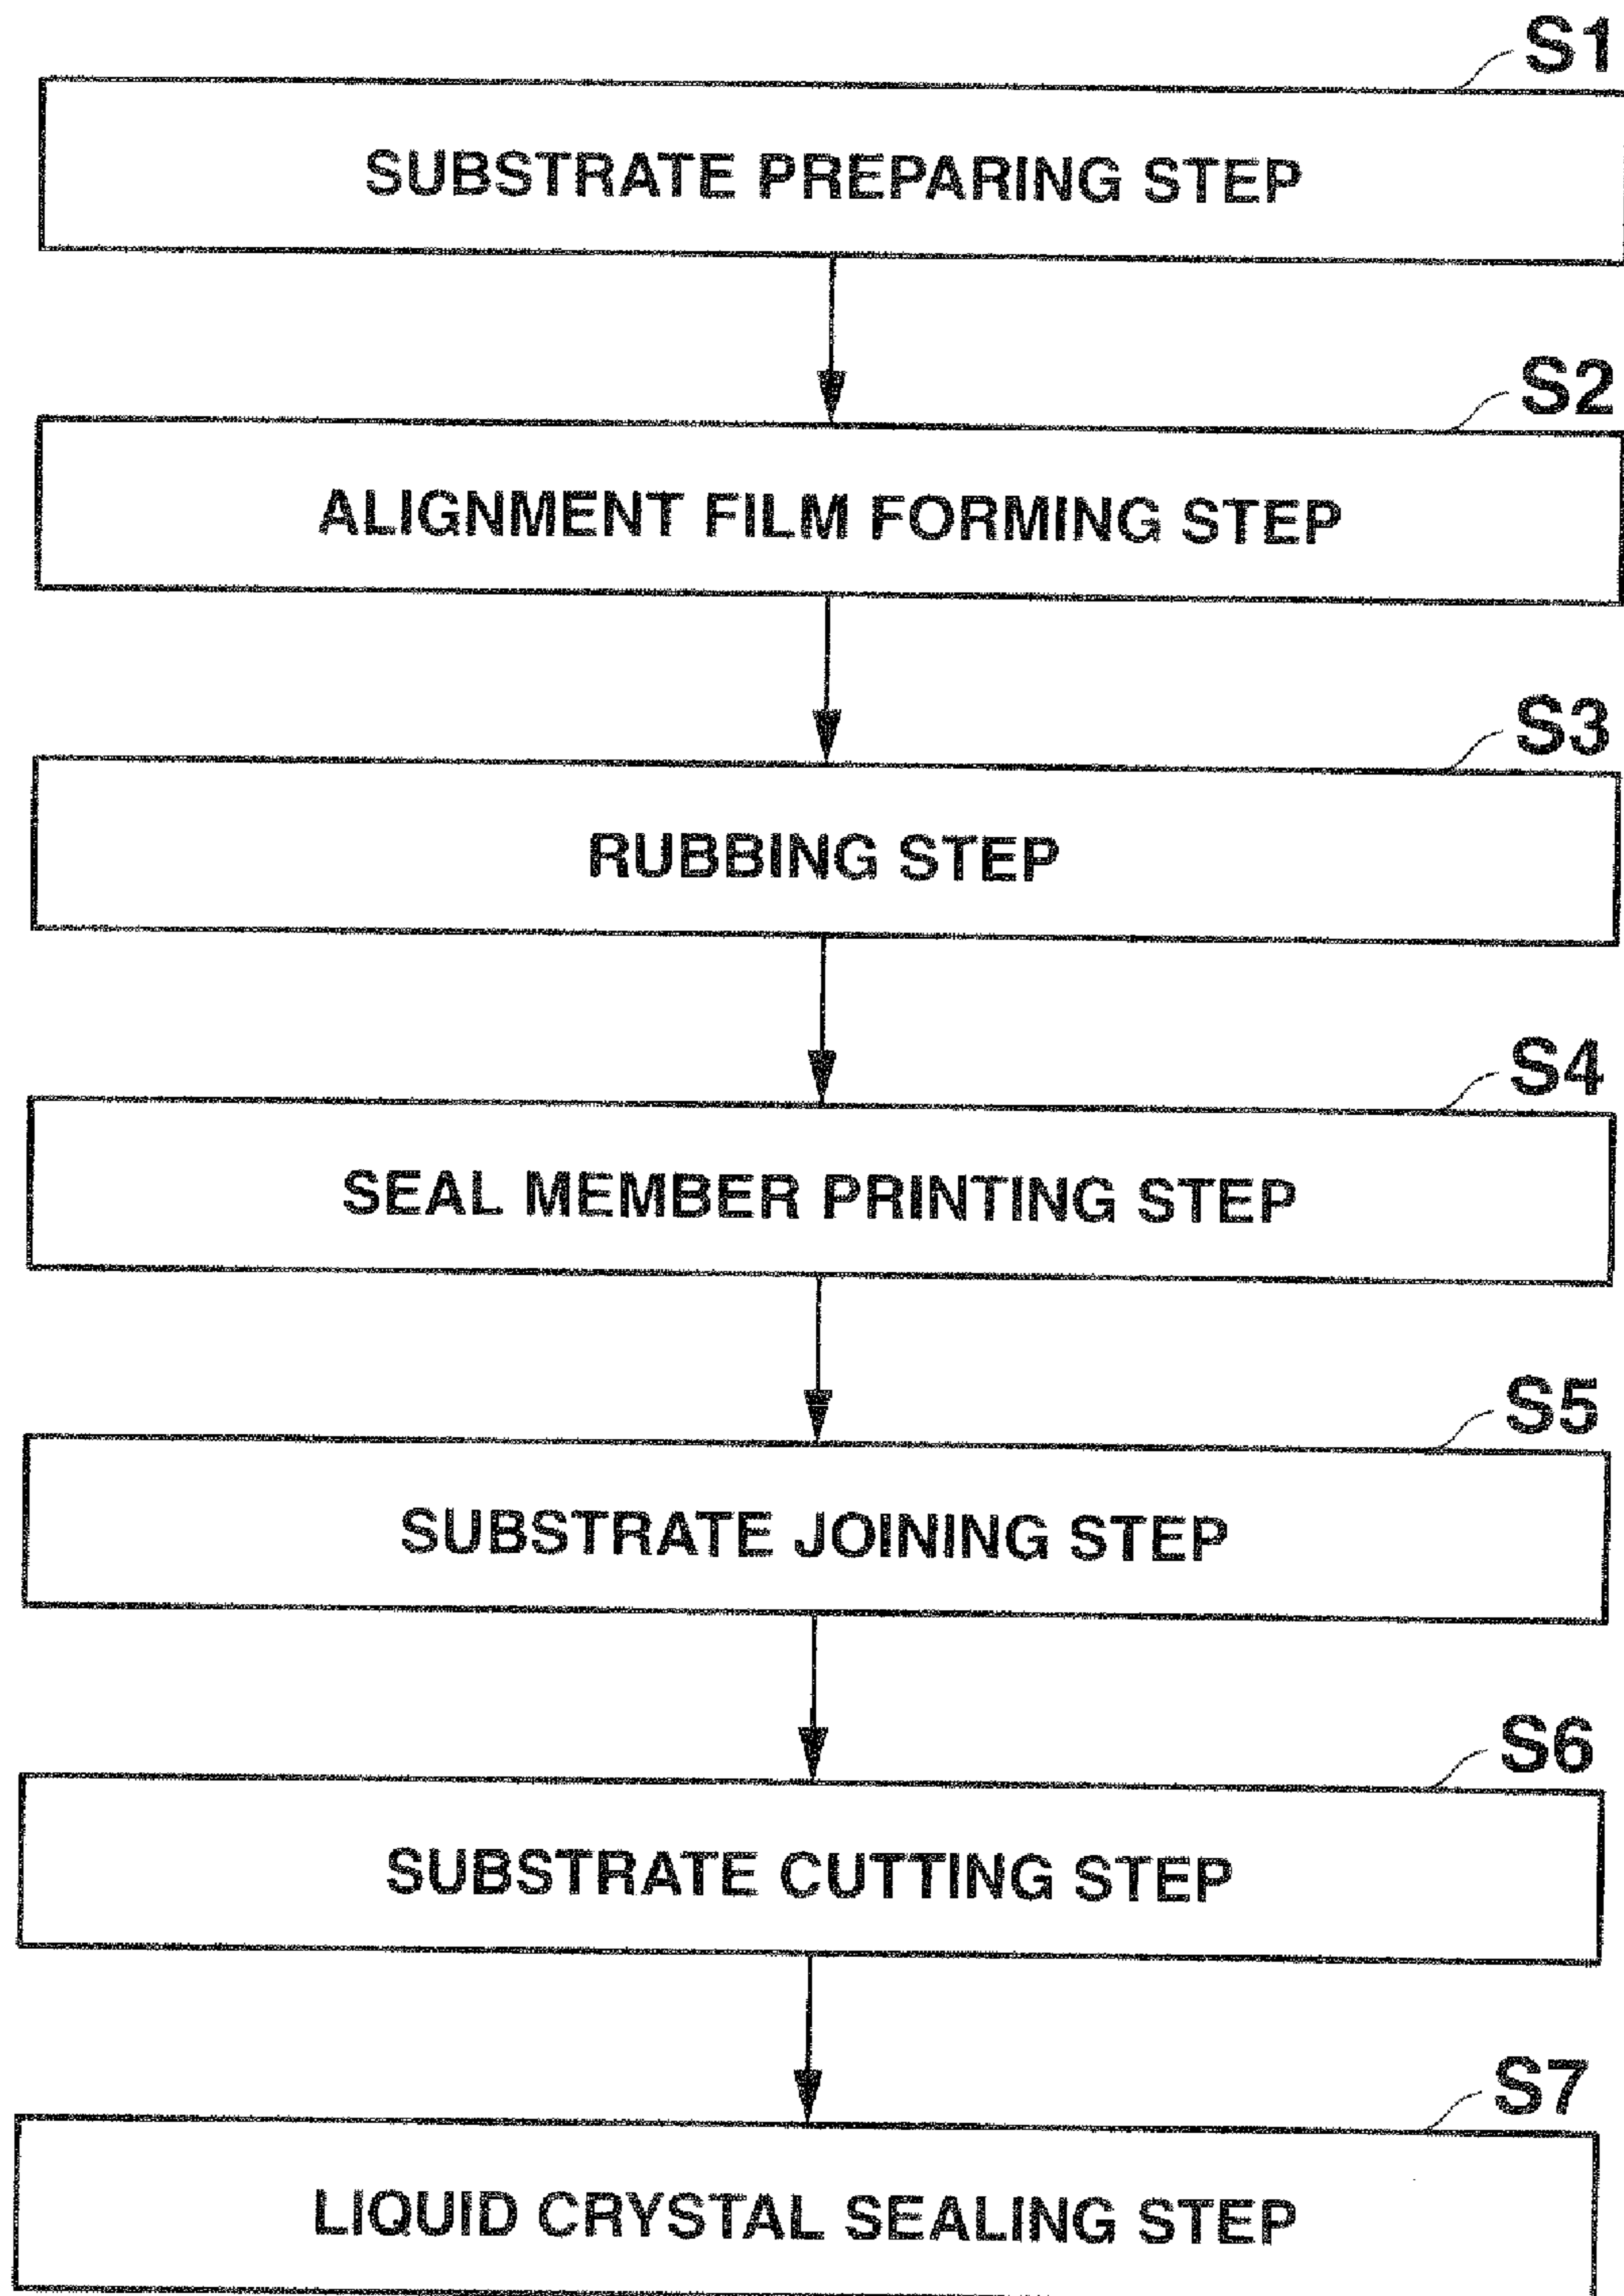 S1
SUBSTRATE PREPARING STEP
S2
ALIGNMENT FILM FORMING STEP
S3
RUBBING STEP
S4
SEAL MEMBER PRINTING STEP
S5
SUBSTRATE JOINING STEP
S6
SUBSTRATE CUTTING STEP
S7
LIQUID CRYSTAL SEALING STEP